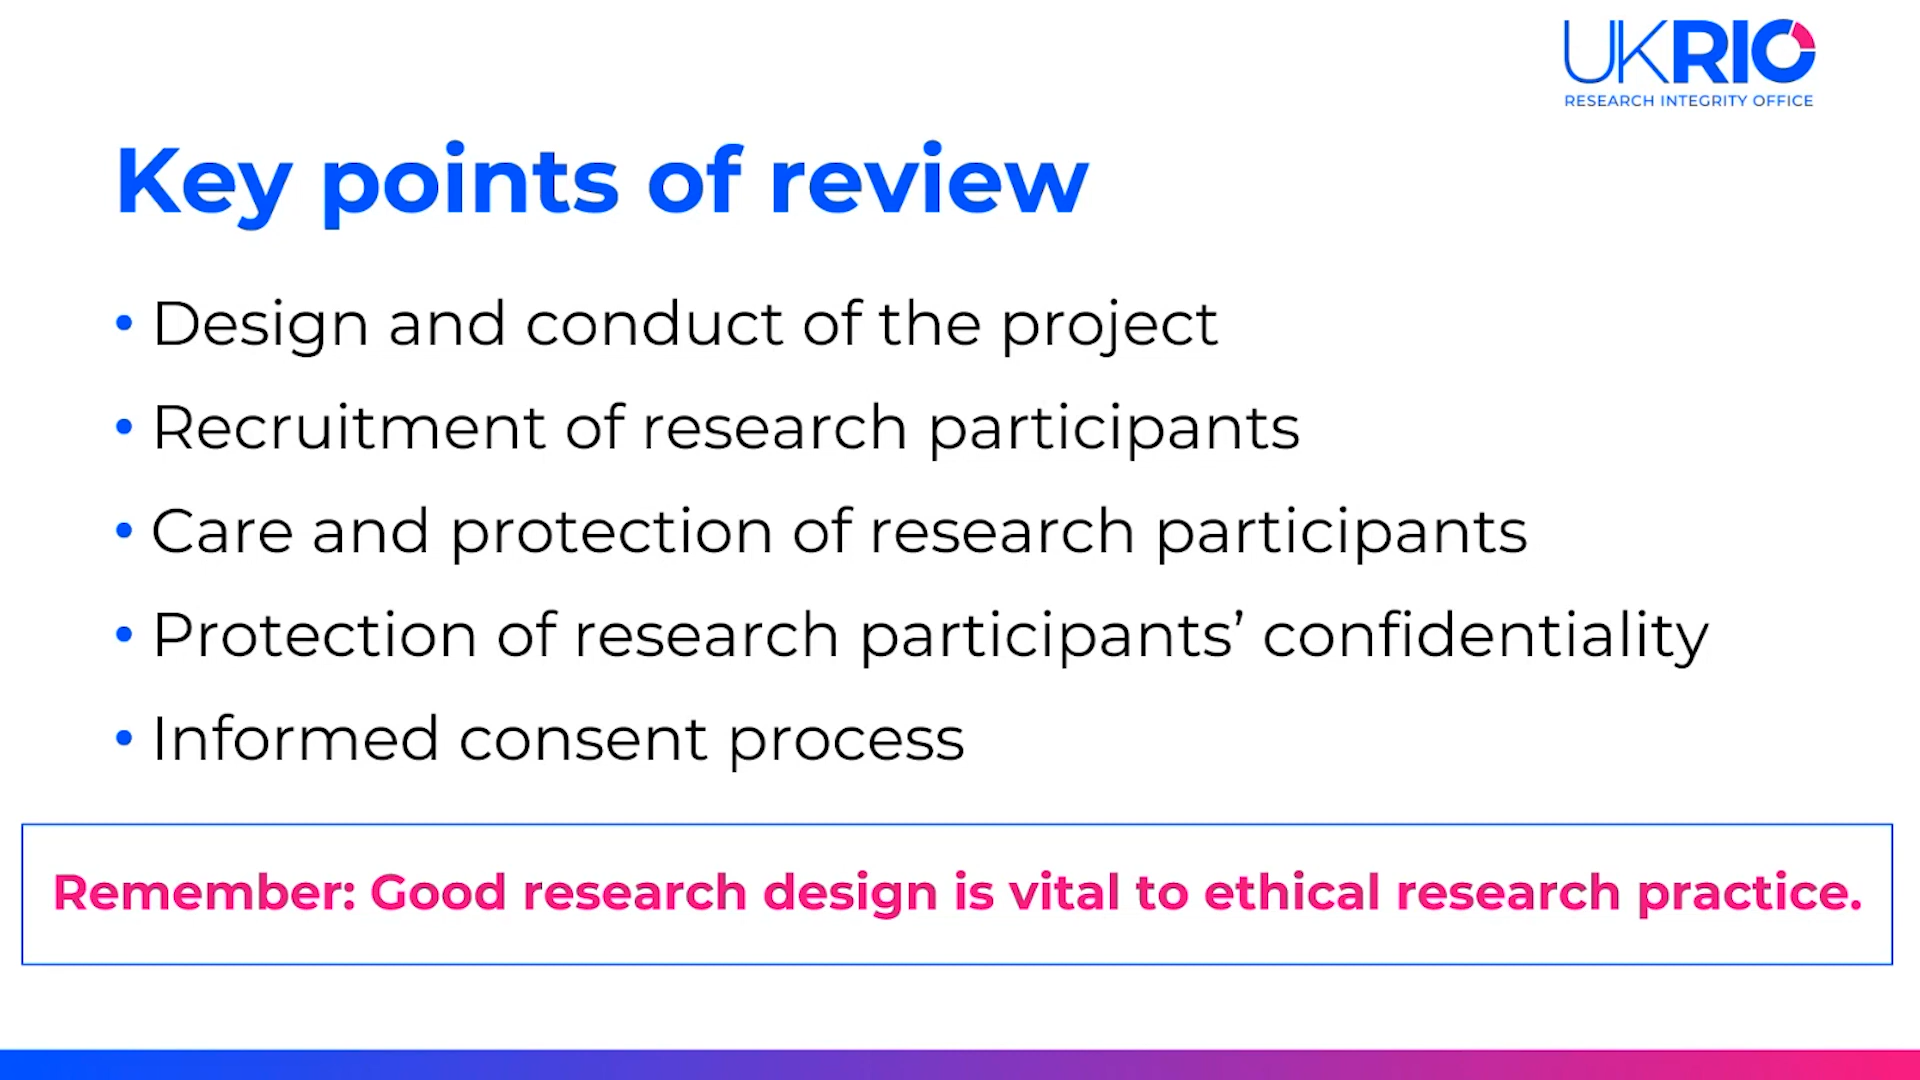 UKRIO
RESEARCH INTEGRITY OFFICE
Key points of review
• Design and conduct of the project
• Recruitment of research participants
• Care and protection of research participants
• Protection of research participants’ confidentiality
• Informed consent process
Remember: Good research design is vital to ethical research practice.